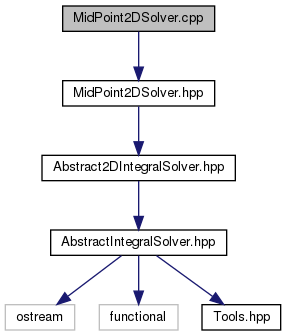 MidPoint2DSolver.cpp
MidPoint2DSolver.hpp
Abstract2DIntegralSolver.hpp
AbstractIntegralSolver.hpp
ostream
functional
Tools.hpp